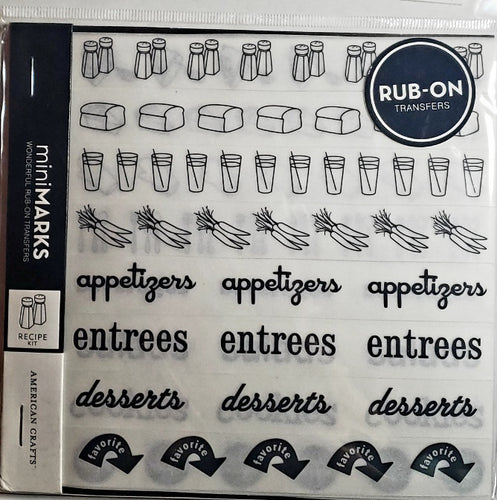 RUB-ON
TRANSFERS
miniMARKS
WONDERFUL RUB-ON TRANSFERS
RECIPE
KIT
AMERICAN CRAFTS™
appetizers appetizers appetizers
entrees entrees entrees
desserts desserts desserts
favorite favorite favorite favorite favorite